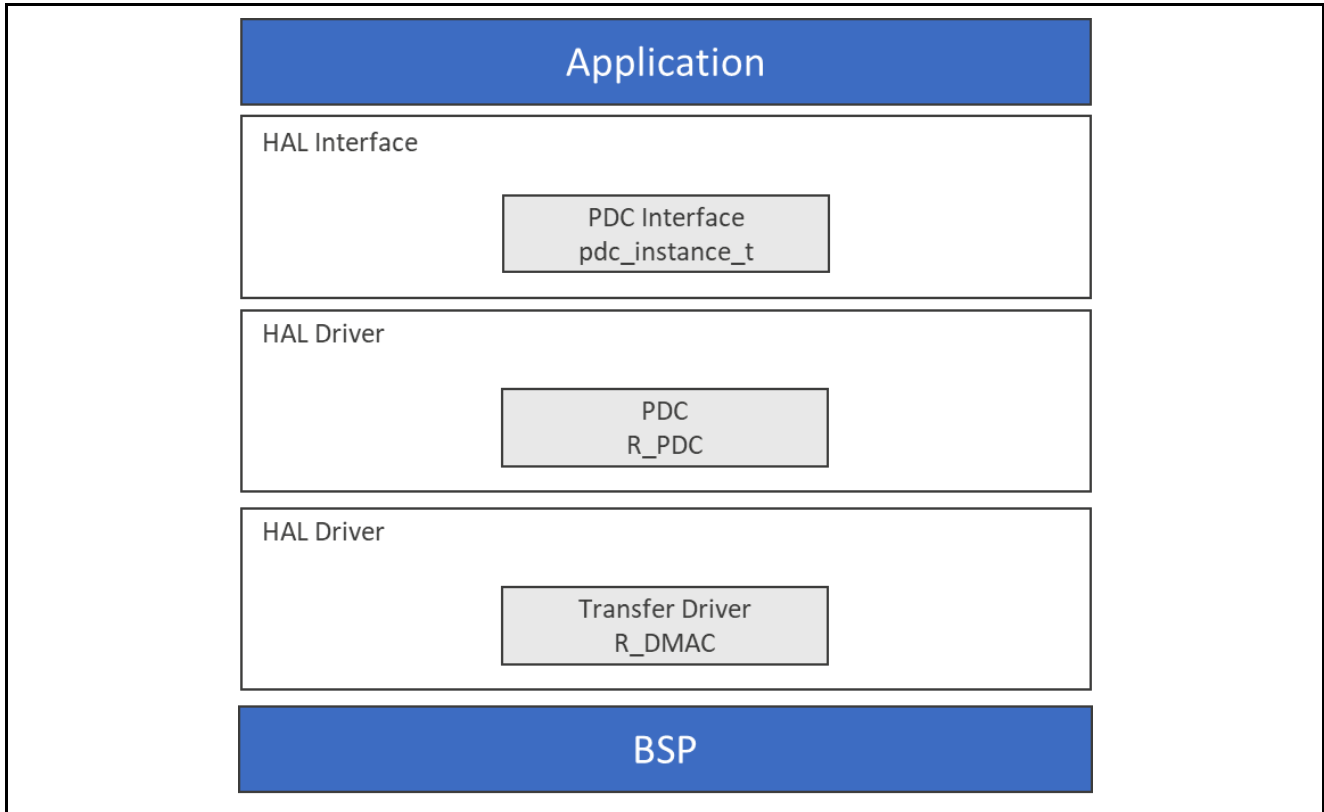 Application
HAL Interface
PDC Interface
pdc_instance_t
HAL Driver
PDC
R_PDC
HAL Driver
Transfer Driver
R_DMAC
BSP